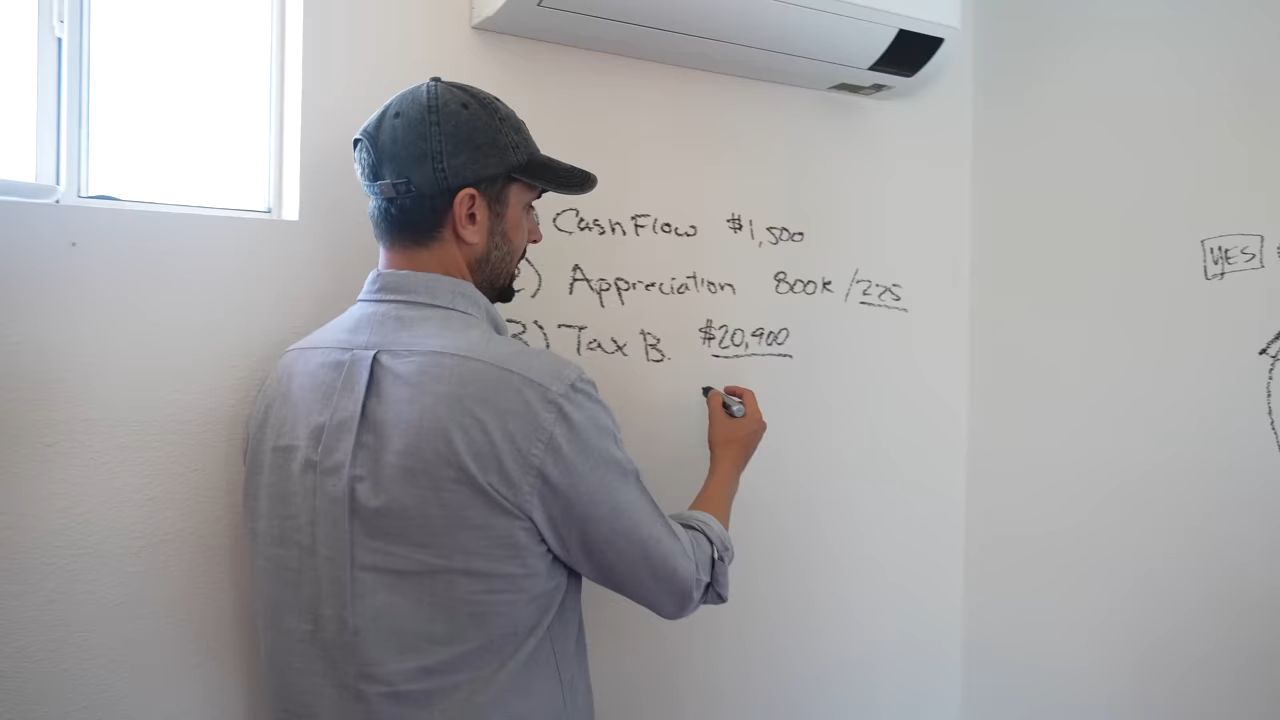 ) Cash Flow $1,500
2) Appreciation 800k / 225
3) Tax B. $20,900
YES